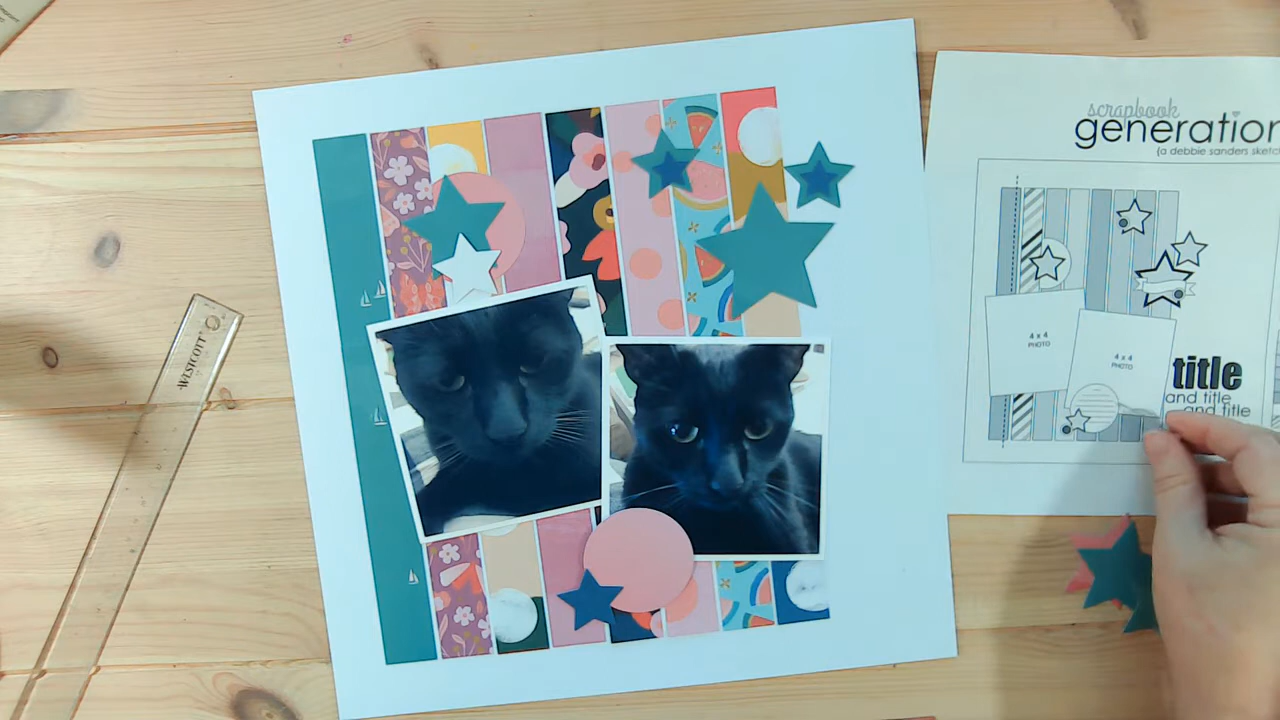 scrapbook
generation
(a debbie sanders sketch
4 x 4
PHOTO
4 x 4
PHOTO
title
and title
and title
WESTCOTT